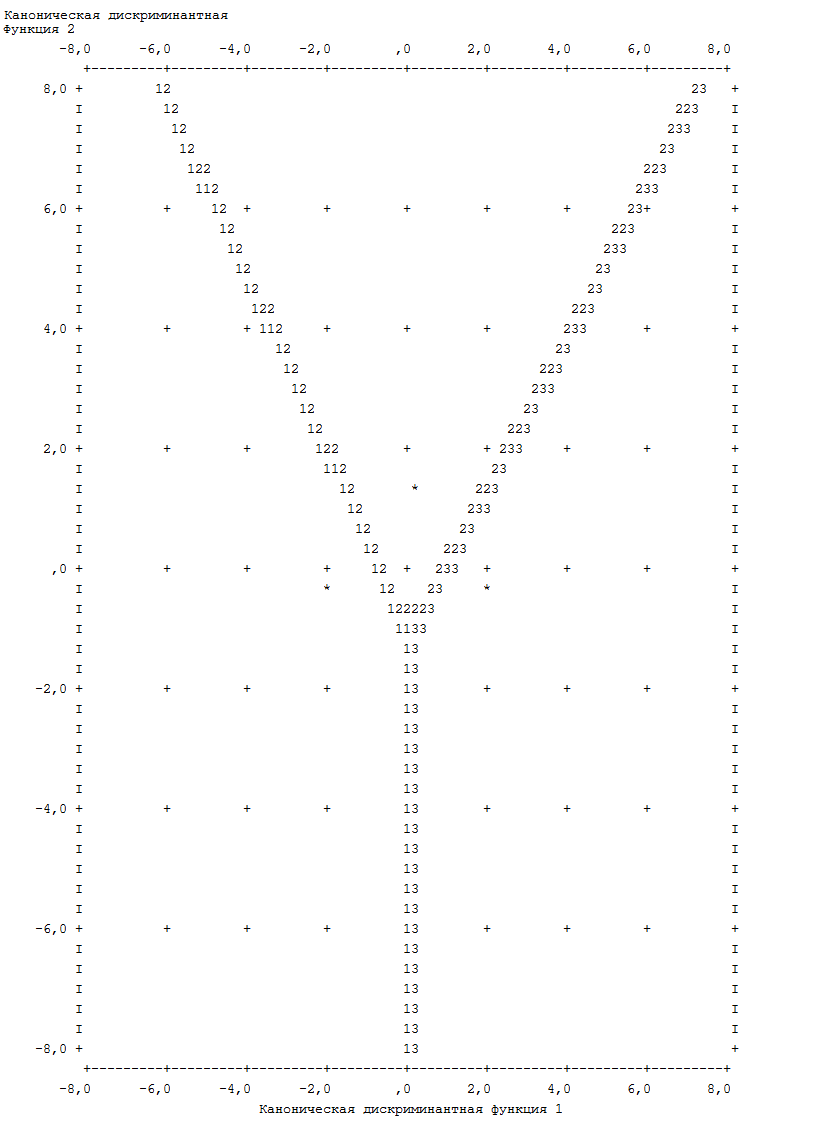 Каноническая дискриминантная
функция 2
-8,0 -6,0 -4,0 -2,0 ,0 2,0 4,0 6,0 8,0
+---------+---------+---------+---------+---------+---------+---------+---------+
8,0 + 12 23 +
I 12 223 I
I 12 233 I
I 12 23 I
I 122 223 I
I 112 233 I
6,0 + + 12 + + + + + 23+ +
I 12 223 I
I 12 233 I
I 12 23 I
I 12 23 I
I 122 223 I
4,0 + + + 112 + + + 233 + +
I 12 23 I
I 12 223 I
I 12 233 I
I 12 23 I
I 12 223 I
2,0 + + + 122 + + 233 + + +
I 112 23 I
I 12 * 223 I
I 12 233 I
I 12 23 I
I 12 223 I
,0 + + + + 12 + 233 + + + +
I * 12 23 * I
I 122223 I
I 1133 I
I 13 I
I 13 I
-2,0 + + + + 13 + + + +
I 13 I
I 13 I
I 13 I
I 13 I
I 13 I
-4,0 + + + + 13 + + + +
I 13 I
I 13 I
I 13 I
I 13 I
I 13 I
-6,0 + + + + 13 + + + +
I 13 I
I 13 I
I 13 I
I 13 I
I 13 I
-8,0 + 13 +
+---------+---------+---------+---------+---------+---------+---------+---------+
-8,0 -6,0 -4,0 -2,0 ,0 2,0 4,0 6,0 8,0
Каноническая дискриминантная функция 1